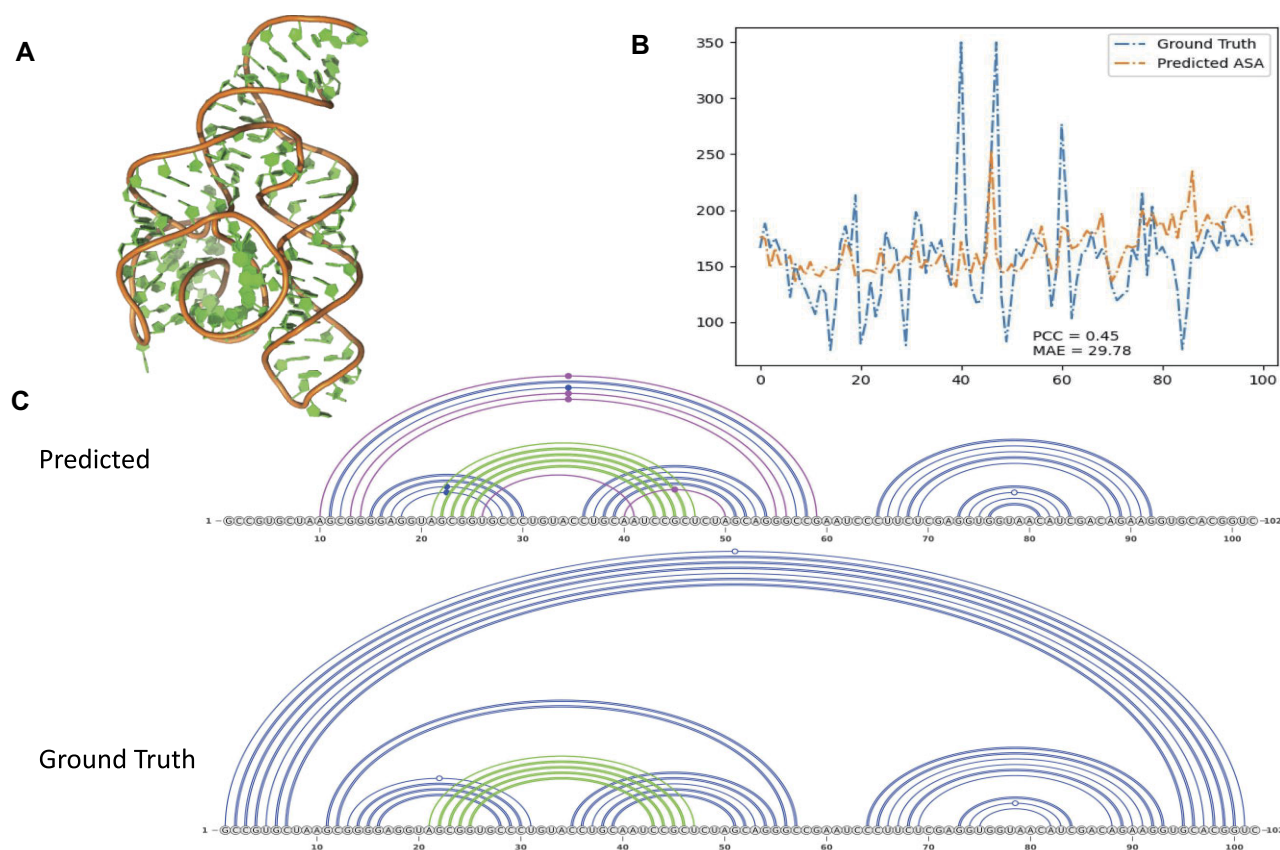 A
B
350
300
250
200
150
100
Ground Truth
Predicted ASA
PCC = 0.45
MAE = 29.78
0 20 40 60 80 100
C
Predicted
1 – GCCGUGCUAAGCGGGGAGGUAGCGGUGCCCUGUACCUGCAAUCCGCUCUAGCAGGGCCGAAUCCCUUCUCGAGGUGGUAACAUCGACAGAAGGUGCACGGUC –102
10 20 30 40 50 60 70 80 90 100
Ground Truth
1 – GCCGUGCUAAGCGGGGAGGUAGCGGUGCCCUGUACCUGCAAUCCGCUCUAGCAGGGCCGAAUCCCUUCUCGAGGUGGUAACAUCGACAGAAGGUGCACGGUC –102
10 20 30 40 50 60 70 80 90 100